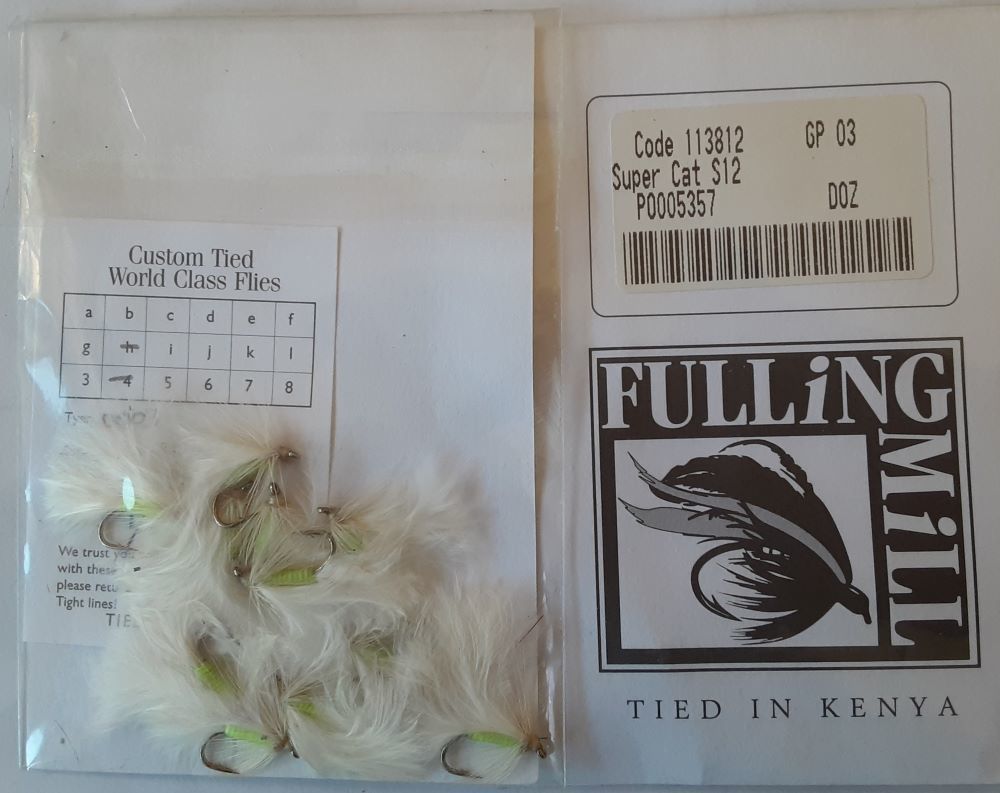 Custom Tied
World Class Flies
a b c d e f
g h i j k l
3 4 5 6 7 8
We trust
with these
please retu
Tight lines!
TIE
Code 113812 GP 03
Super Cat S12
P0005357 DOZ
FULLiNG
MiLL
TIED IN KENYA